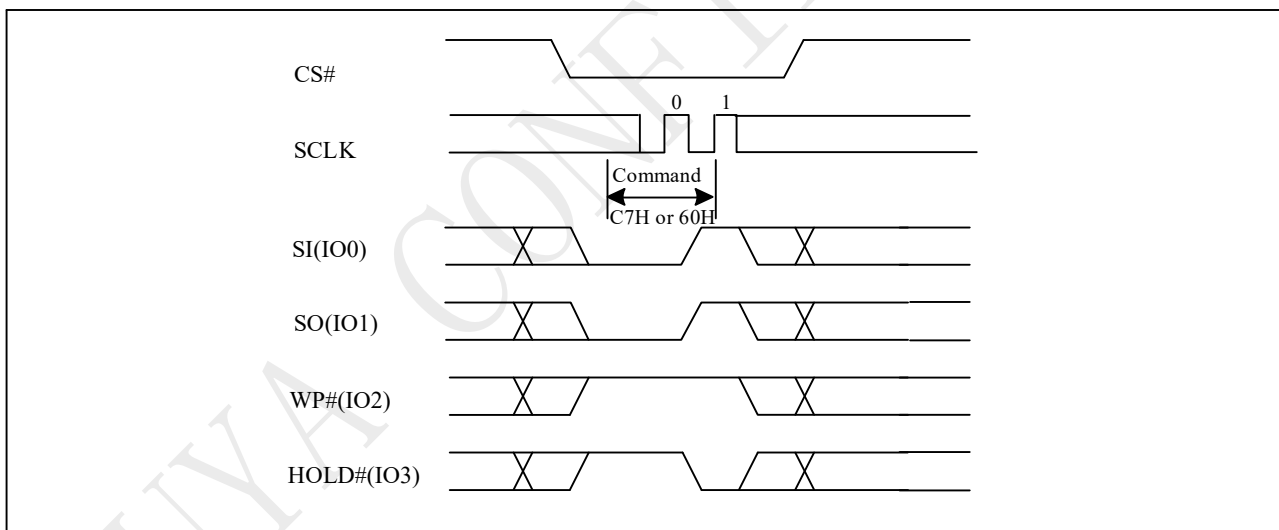 CS#
0 1
SCLK
Command
C7H or 60H
SI(IO0)
SO(IO1)
WP#(IO2)
HOLD#(IO3)